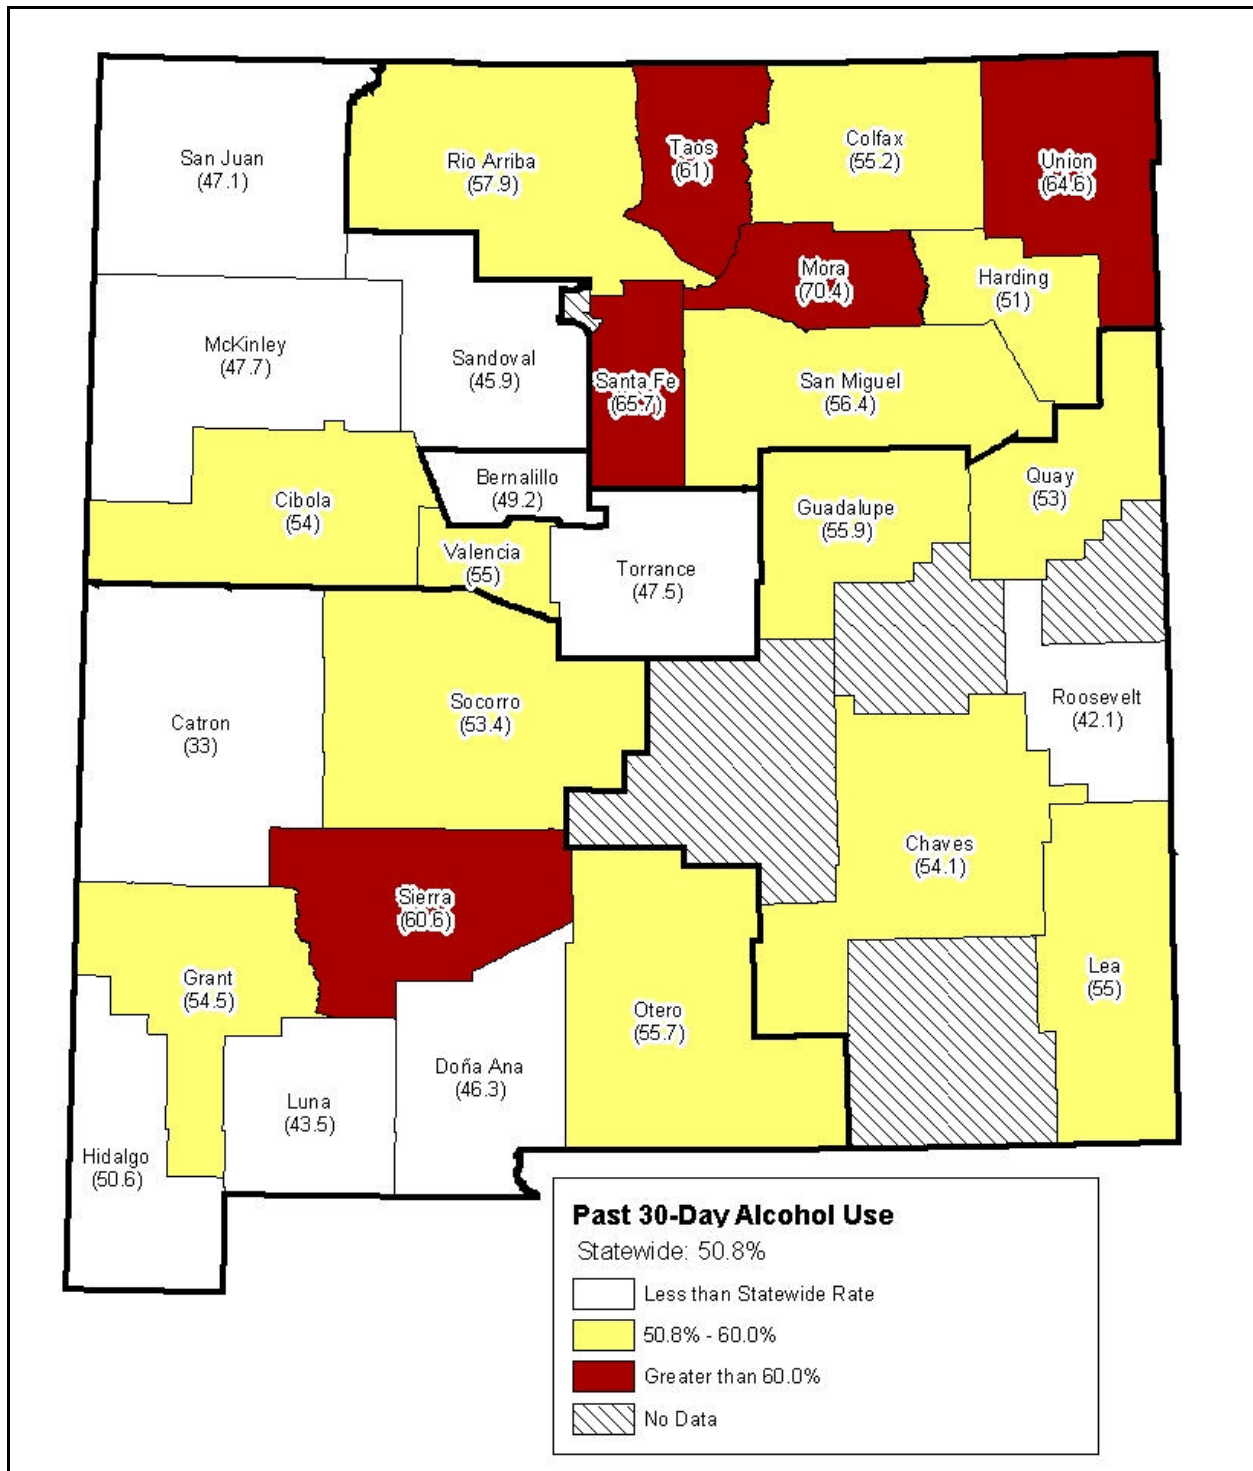 San Juan
(47.1)
Rio Arriba
(57.9)
Taos
(61)
Colfax
(55.2)
Union
(64.6)
Mora
(70.4)
Harding
(51)
McKinley
(47.7)
Sandoval
(45.9)
Santa Fe
(65.7)
San Miguel
(56.4)
Cibola
(54)
Bernalillo
(49.2)
Valencia
(55)
Torrance
(47.5)
Guadalupe
(55.9)
Quay
(53)
Catron
(33)
Socorro
(53.4)
Roosevelt
(42.1)
Sierra
(60.6)
Chaves
(54.1)
Grant
(54.5)
Otero
(55.7)
Lea
(55)
Doña Ana
(46.3)
Luna
(43.5)
Hidalgo
(50.6)
Past 30-Day Alcohol Use
Statewide: 50.8%
Less than Statewide Rate
50.8% - 60.0%
Greater than 60.0%
No Data